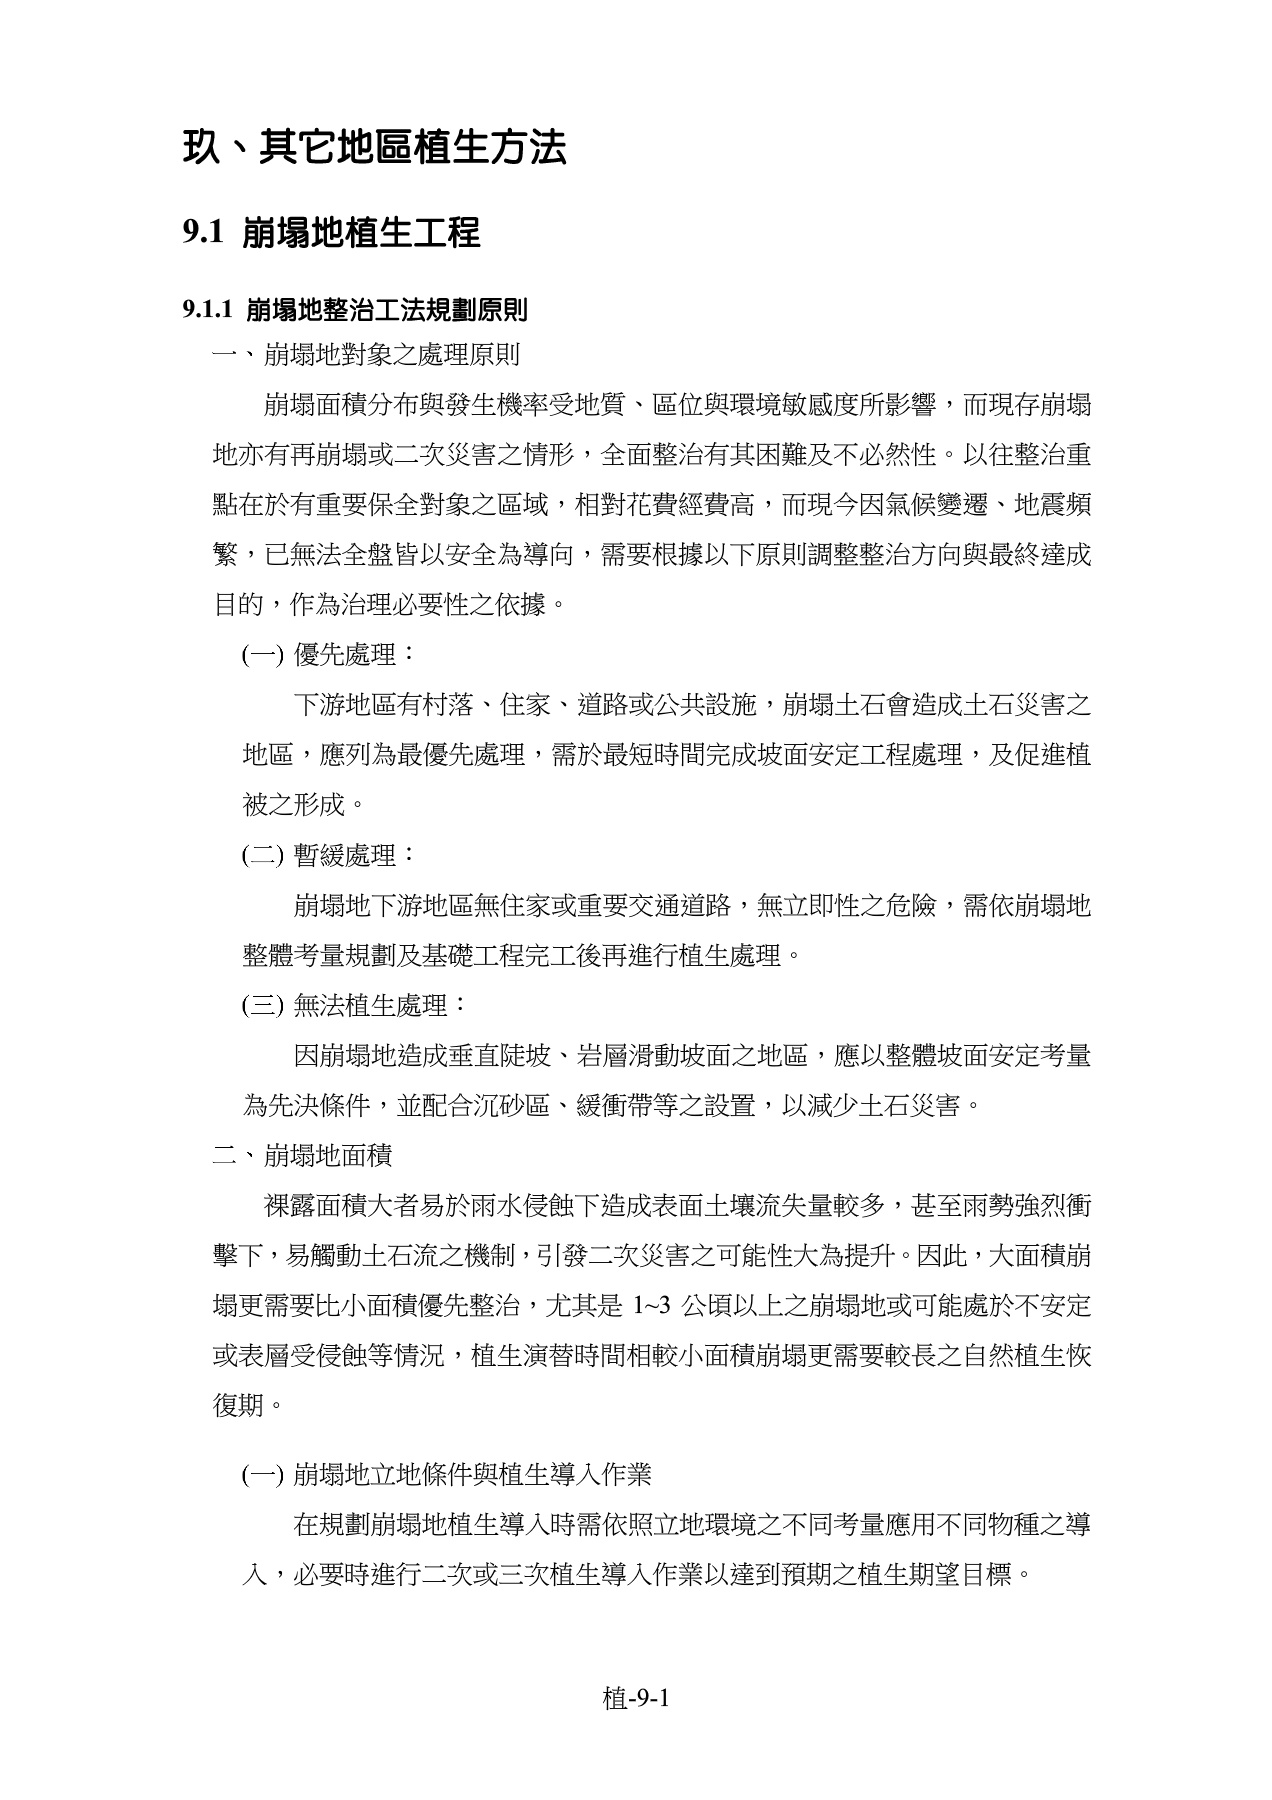 玖、其它地區植生方法
9.1 崩塌地植生工程
9.1.1 崩塌地整治工法規劃原則
一、崩塌地對象之處理原則
崩塌面積分布與發生機率受地質、區位與環境敏感度所影響，而現存崩塌
地亦有再崩塌或二次災害之情形，全面整治有其困難及不必然性。以往整治重
點在於有重要保全對象之區域，相對花費經費高，而現今因氣候變遷、地震頻
繁，已無法全盤皆以安全為導向，需要根據以下原則調整整治方向與最終達成
目的，作為治理必要性之依據。
(一) 優先處理：
下游地區有村落、住家、道路或公共設施，崩塌土石會造成土石災害之
地區，應列為最優先處理，需於最短時間完成坡面安定工程處理，及促進植
被之形成。
(二) 暫緩處理：
崩塌地下游地區無住家或重要交通道路，無立即性之危險，需依崩塌地
整體考量規劃及基礎工程完工後再進行植生處理。
(三) 無法植生處理：
因崩塌地造成垂直陡坡、岩層滑動坡面之地區，應以整體坡面安定考量
為先決條件，並配合沉砂區、緩衝帶等之設置，以減少土石災害。
二、崩塌地面積
裸露面積大者易於雨水侵蝕下造成表面土壤流失量較多，甚至雨勢強烈衝
擊下，易觸動土石流之機制，引發二次災害之可能性大為提升。因此，大面積崩
塌更需要比小面積優先整治，尤其是 1~3 公頃以上之崩塌地或可能處於不安定
或表層受侵蝕等情況，植生演替時間相較小面積崩塌更需要較長之自然植生恢
復期。
(一) 崩塌地立地條件與植生導入作業
在規劃崩塌地植生導入時需依照立地環境之不同考量應用不同物種之導
入，必要時進行二次或三次植生導入作業以達到預期之植生期望目標。
植-9-1